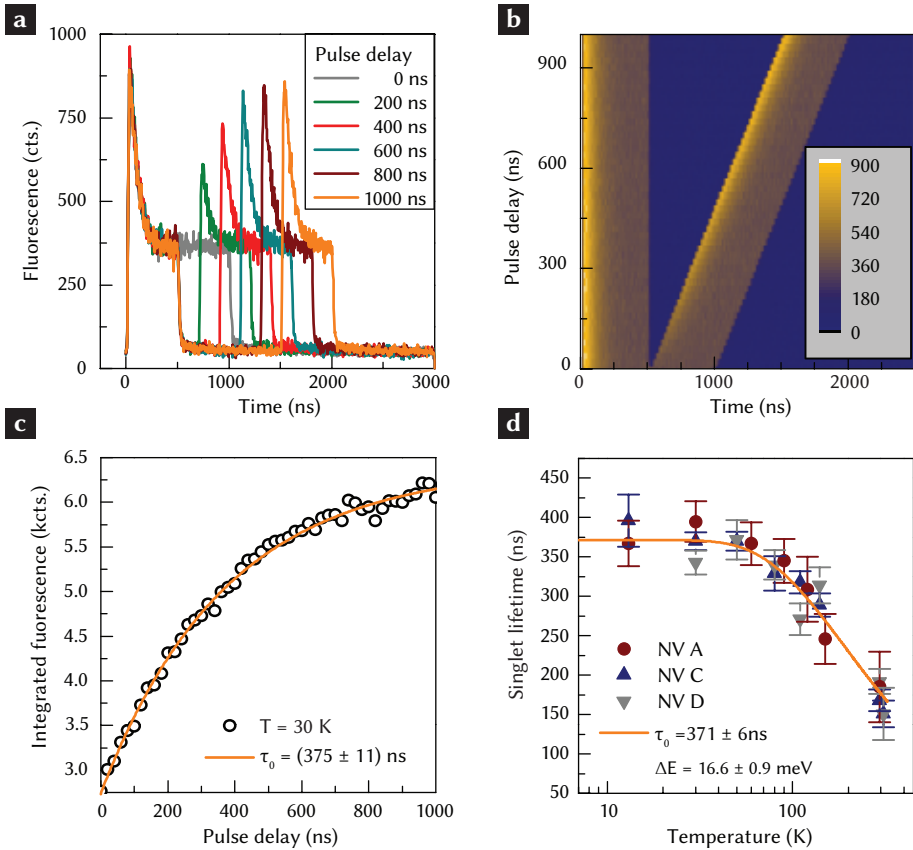 a
1000
750
500
250
0
Fluorescence (cts.)
Pulse delay
0 ns
200 ns
400 ns
600 ns
800 ns
1000 ns
0 1000 2000 3000
Time (ns)
b
900
600
300
0
Pulse delay (ns)
900
720
540
360
180
0
0 1000 2000
Time (ns)
c
6.5
6.0
5.5
5.0
4.5
4.0
3.5
3.0
Integrated fuorescence (kcts.)
T = 30 K
τ0 = (375 ± 11) ns
0 200 400 600 800 1000
Pulse delay (ns)
d
450
400
350
300
250
200
150
100
50
Singlet lifetime (ns)
NV A
NV C
NV D
τ0 =371 ± 6ns
ΔE = 16.6 ± 0.9 meV
10 100
Temperature (K)